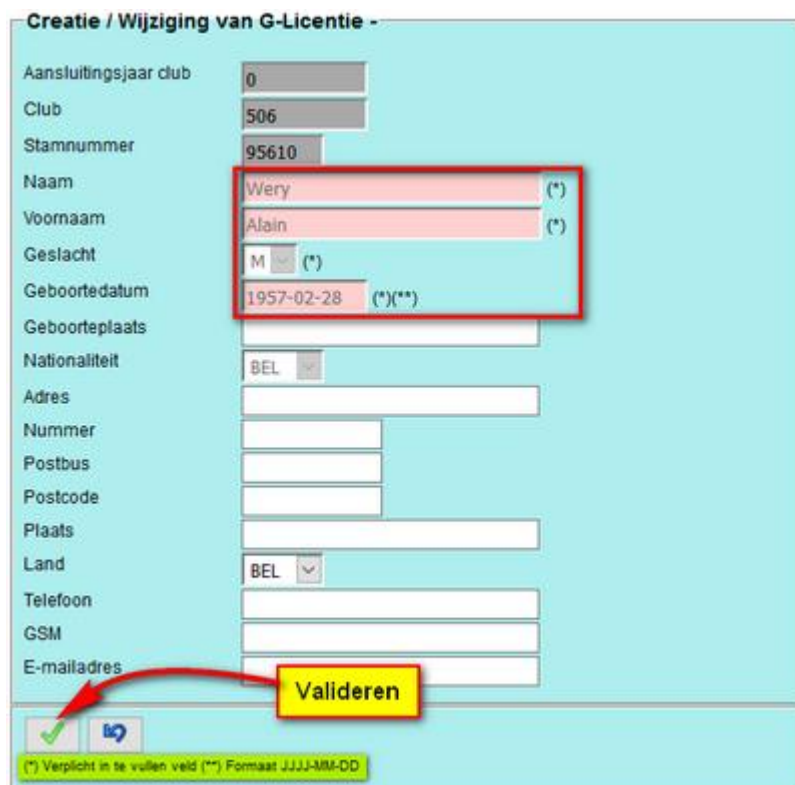 Creatie / Wijziging van G-Licentie -
Aansluitingsjaar club 0
Club 506
Stamnummer 95610
Naam Wery (*)
Voornaam Alain (*)
Geslacht M (*)
Geboortedatum 1957-02-28 (*)(**)
Geboorteplaats
Nationaliteit BEL
Adres
Nummer
Postbus
Postcode
Plaats
Land BEL
Telefoon
GSM
E-mailadres
Valideren
(*) Verplicht in te vullen veld (**) Formaat JJJJ-MM-DD